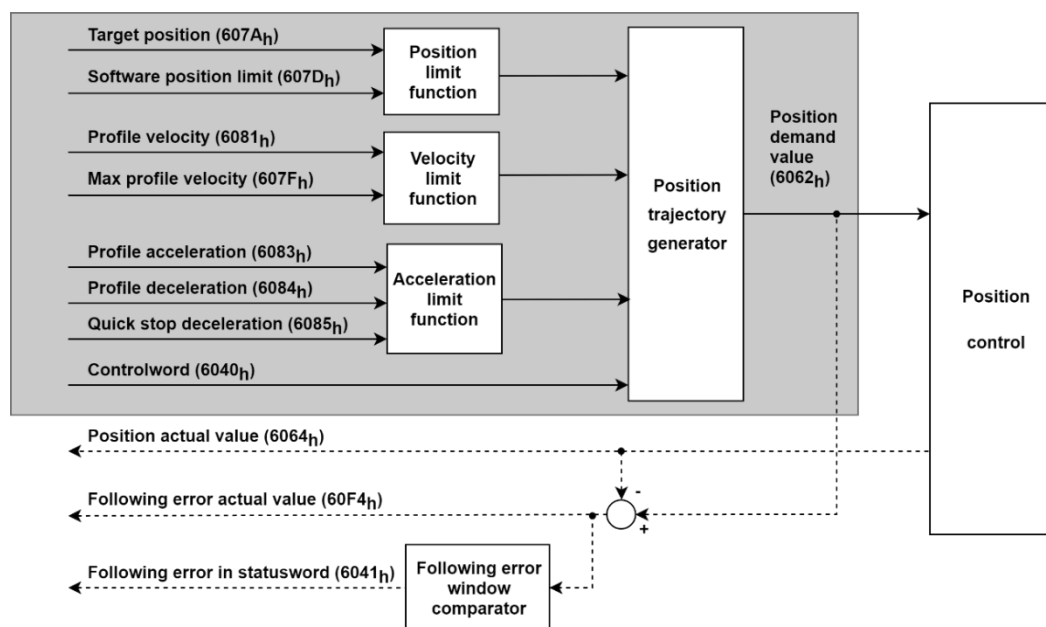 Target position (607Ah)
Software position limit (607Dh)
Position
limit
function
Profile velocity (6081h)
Max profile velocity (607Fh)
Velocity
limit
function
Profile acceleration (6083h)
Profile deceleration (6084h)
Quick stop deceleration (6085h)
Acceleration
limit
function
Controlword (6040h)
Position
trajectory
generator
Position
demand
value
(6062h)
Position
control
Position actual value (6064h)
-
+
Following error actual value (60F4h)
Following error in statusword (6041h)
Following error
window
comparator